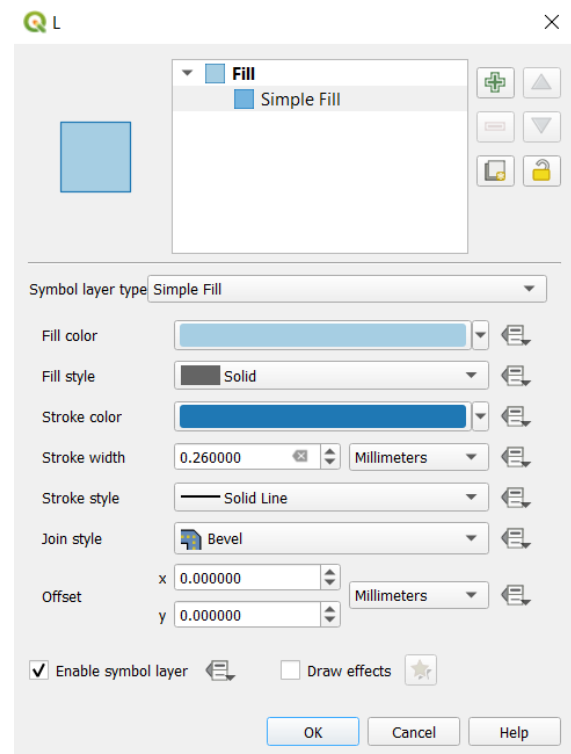 L
Fill
Simple Fill
Symbol layer type Simple Fill
Fill color
Fill style Solid
Stroke color
Stroke width 0.260000 Millimeters
Stroke style Solid Line
Join style Bevel
Offset x 0.000000 Millimeters
y 0.000000
Enable symbol layer Draw effects
OK Cancel Help